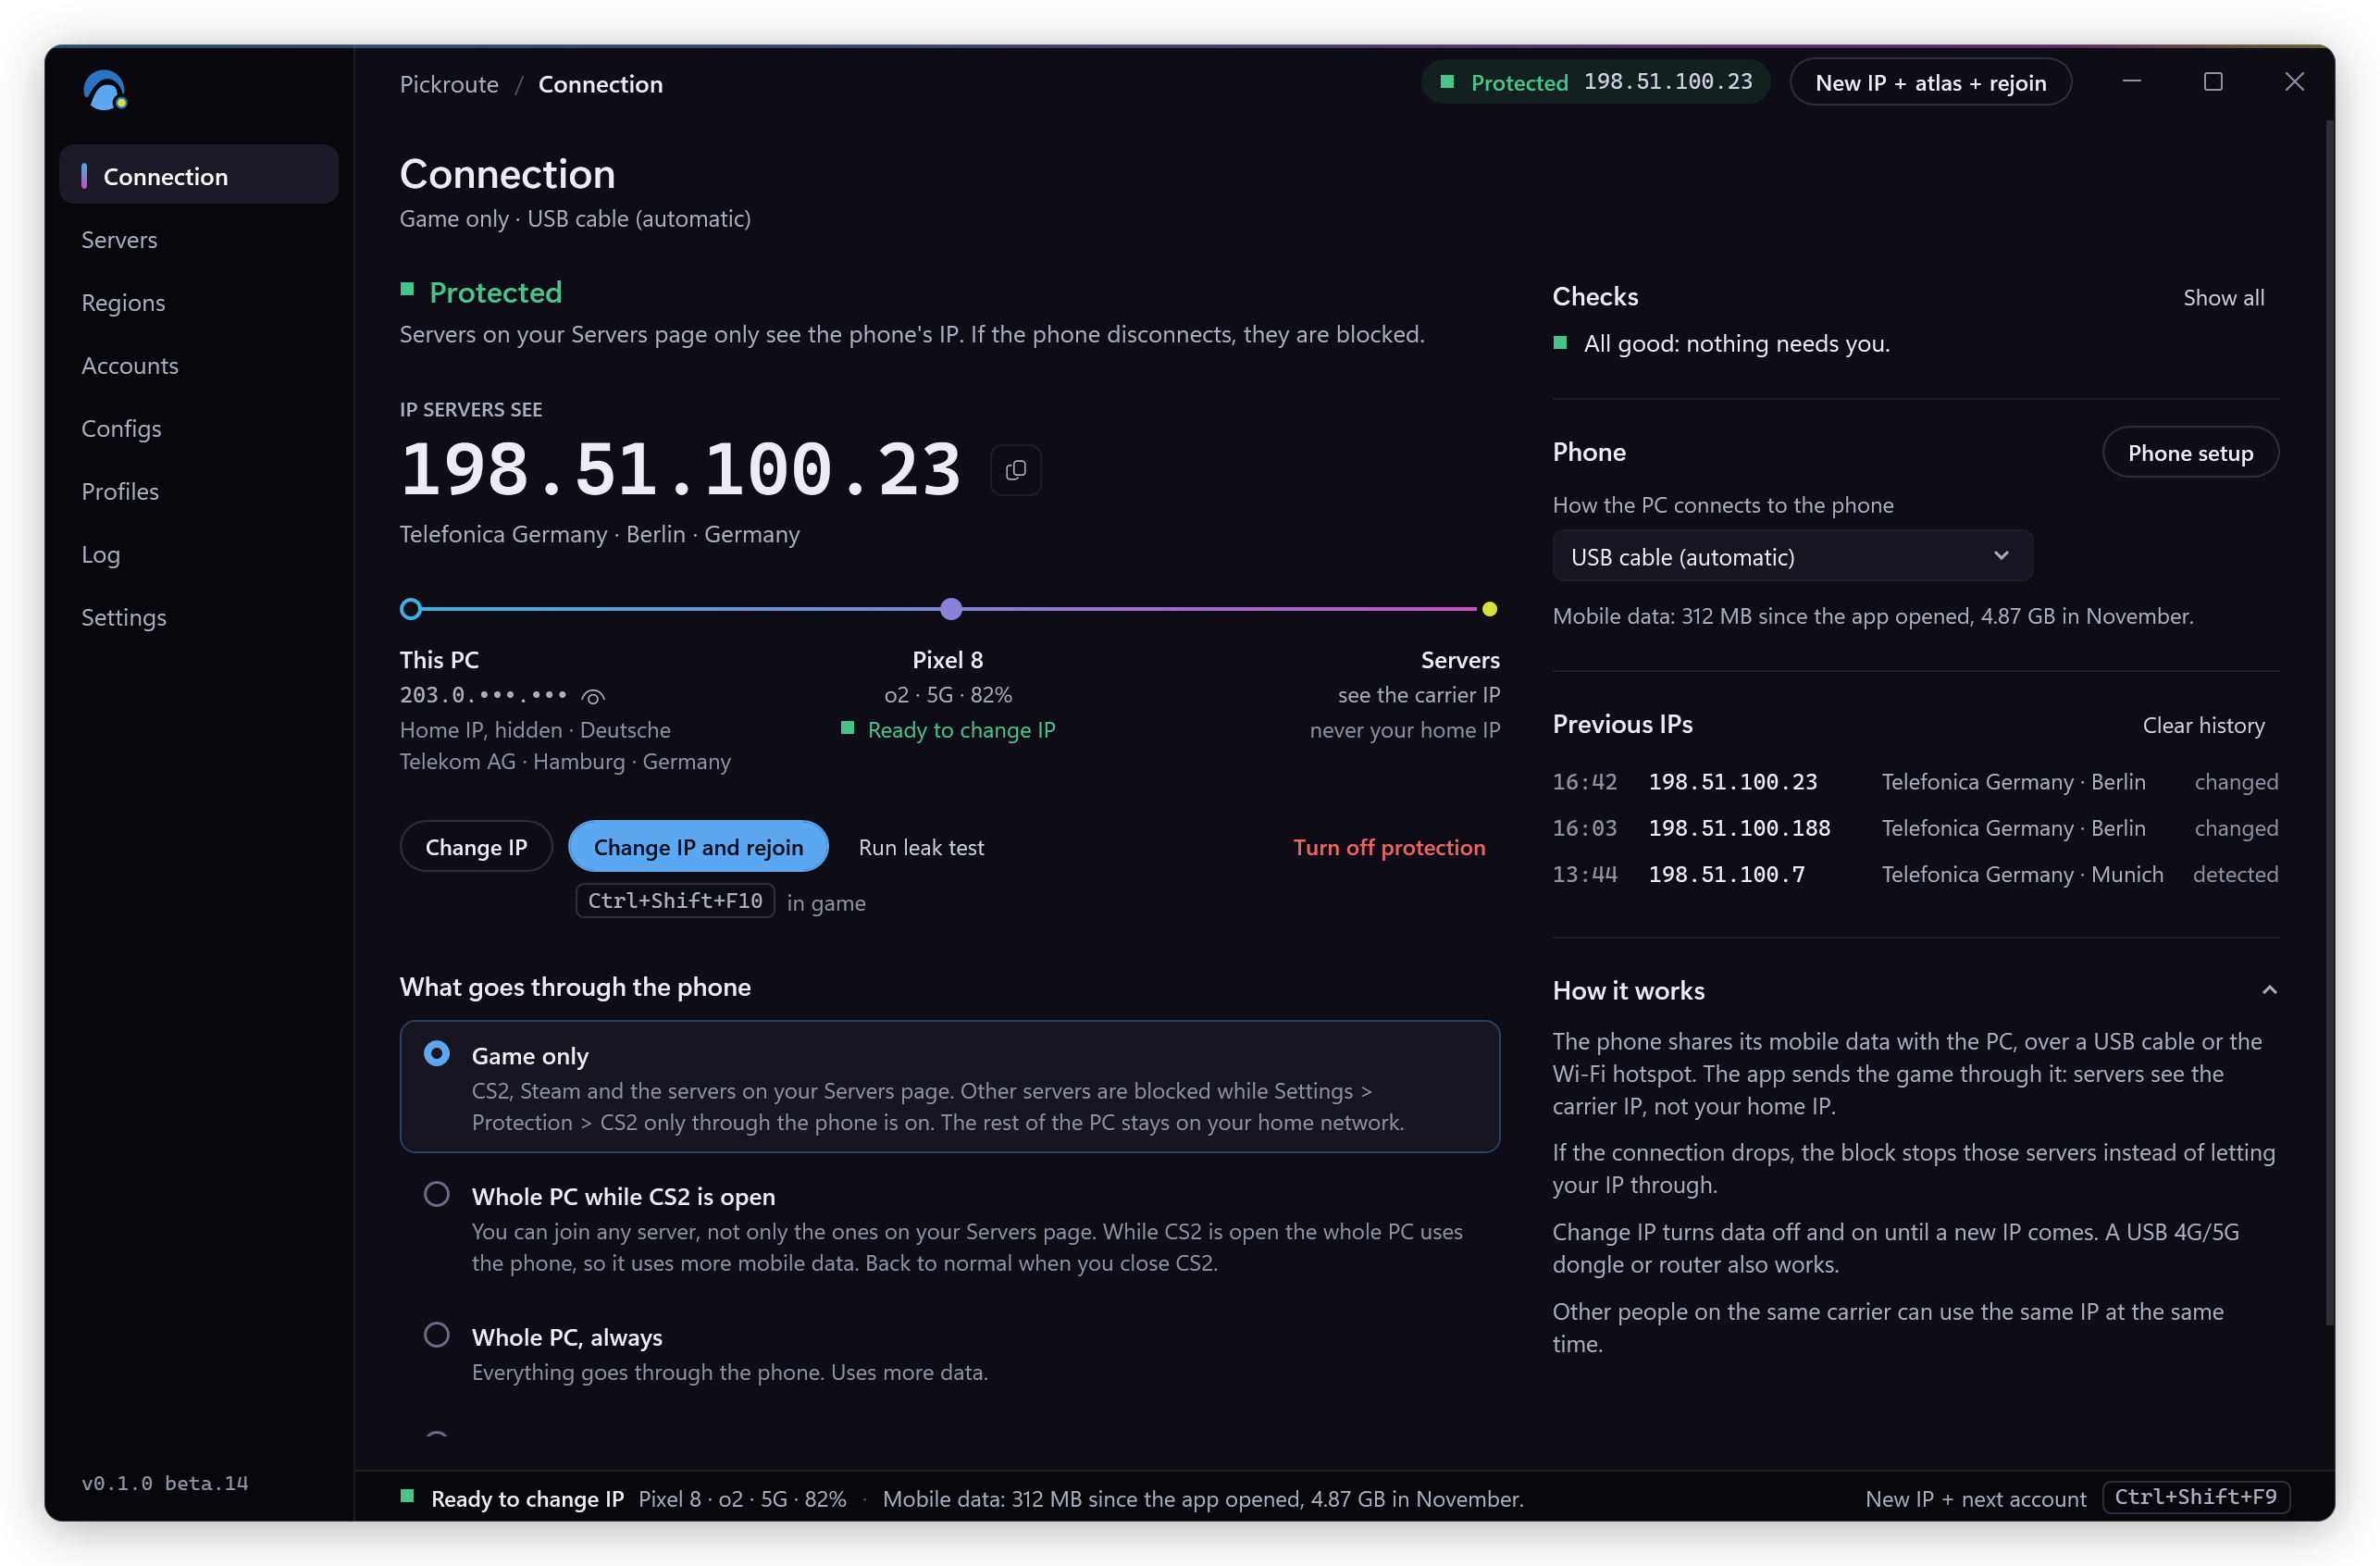 Pickroute / Connection
Protected 198.51.100.23
New IP + atlas + rejoin
Connection
Servers
Regions
Accounts
Configs
Profiles
Log
Settings
v0.1.0 beta.14
Connection
Game only · USB cable (automatic)
Protected
Servers on your Servers page only see the phone's IP. If the phone disconnects, they are blocked.
IP SERVERS SEE
198.51.100.23
Telefonica Germany · Berlin · Germany
This PC
203.0.•••.•••
Home IP, hidden · Deutsche
Telekom AG · Hamburg · Germany
Pixel 8
o2 · 5G · 82%
Ready to change IP
Servers
see the carrier IP
never your home IP
Change IP
Change IP and rejoin
Run leak test
Turn off protection
Ctrl+Shift+F10 in game
What goes through the phone
Game only
CS2, Steam and the servers on your Servers page. Other servers are blocked while Settings >
Protection > CS2 only through the phone is on. The rest of the PC stays on your home network.
Whole PC while CS2 is open
You can join any server, not only the ones on your Servers page. While CS2 is open the whole PC uses
the phone, so it uses more mobile data. Back to normal when you close CS2.
Whole PC, always
Everything goes through the phone. Uses more data.
Checks
Show all
All good: nothing needs you.
Phone
Phone setup
How the PC connects to the phone
USB cable (automatic)
Mobile data: 312 MB since the app opened, 4.87 GB in November.
Previous IPs
Clear history
16:42 198.51.100.23 Telefonica Germany · Berlin changed
16:03 198.51.100.188 Telefonica Germany · Berlin changed
13:44 198.51.100.7 Telefonica Germany · Munich detected
How it works
The phone shares its mobile data with the PC, over a USB cable or the
Wi-Fi hotspot. The app sends the game through it: servers see the
carrier IP, not your home IP.
If the connection drops, the block stops those servers instead of letting
your IP through.
Change IP turns data off and on until a new IP comes. A USB 4G/5G
dongle or router also works.
Other people on the same carrier can use the same IP at the same
time.
Ready to change IP Pixel 8 · o2 · 5G · 82% · Mobile data: 312 MB since the app opened, 4.87 GB in November.
New IP + next account Ctrl+Shift+F9